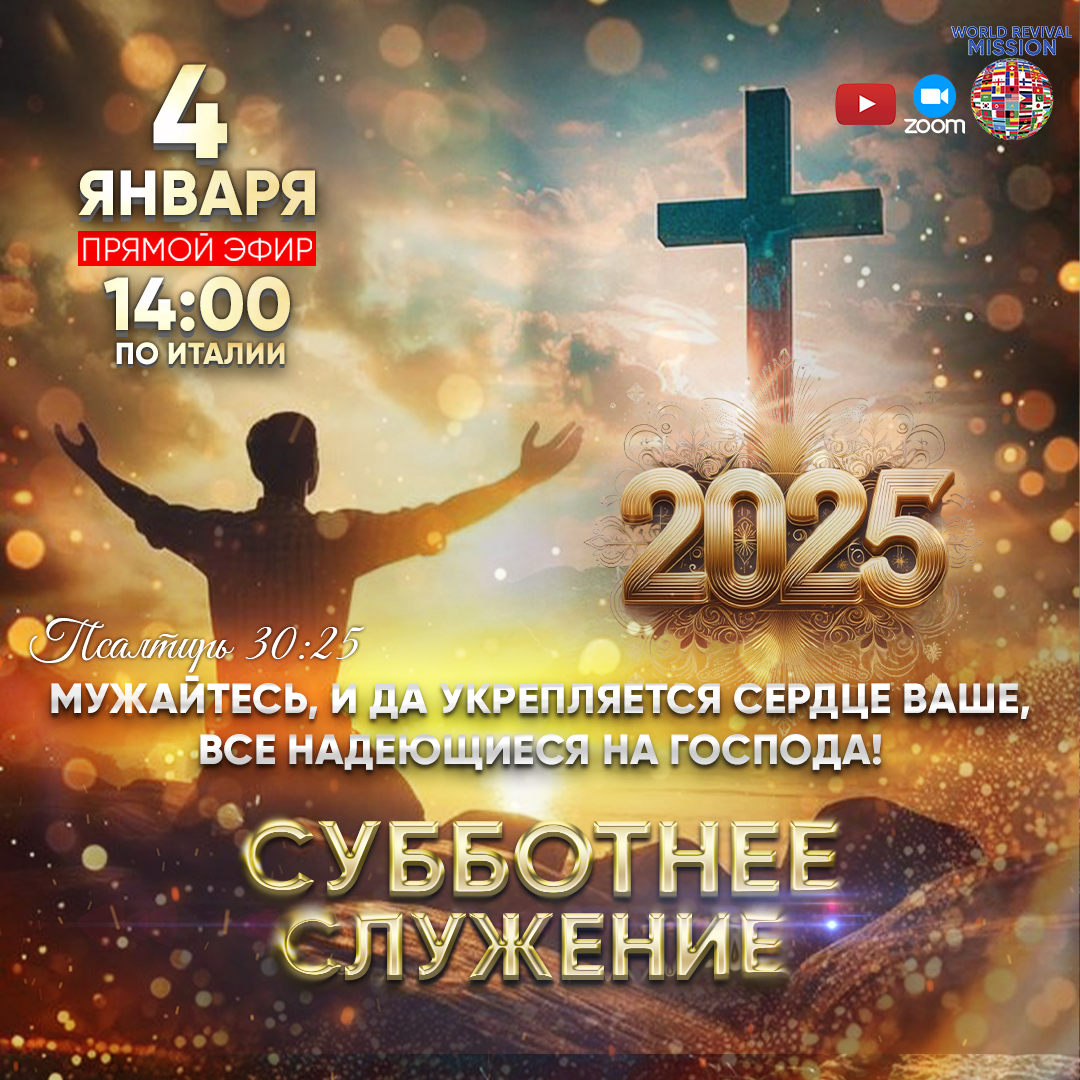 4
ЯНВАРЯ
ПРЯМОЙ ЭФИР
14:00
ПО ИТАЛИИ
WORLD REVIVAL
MISSION
zoom
2025
Псалтирь 30:25
МУЖАЙТЕСЬ, И ДА УКРЕПЛЯЕТСЯ СЕРДЦЕ ВАШЕ,
ВСЕ НАДЕЮЩИЕСЯ НА ГОСПОДА!
СУББОТНЕЕ
СЛУЖЕНИЕ